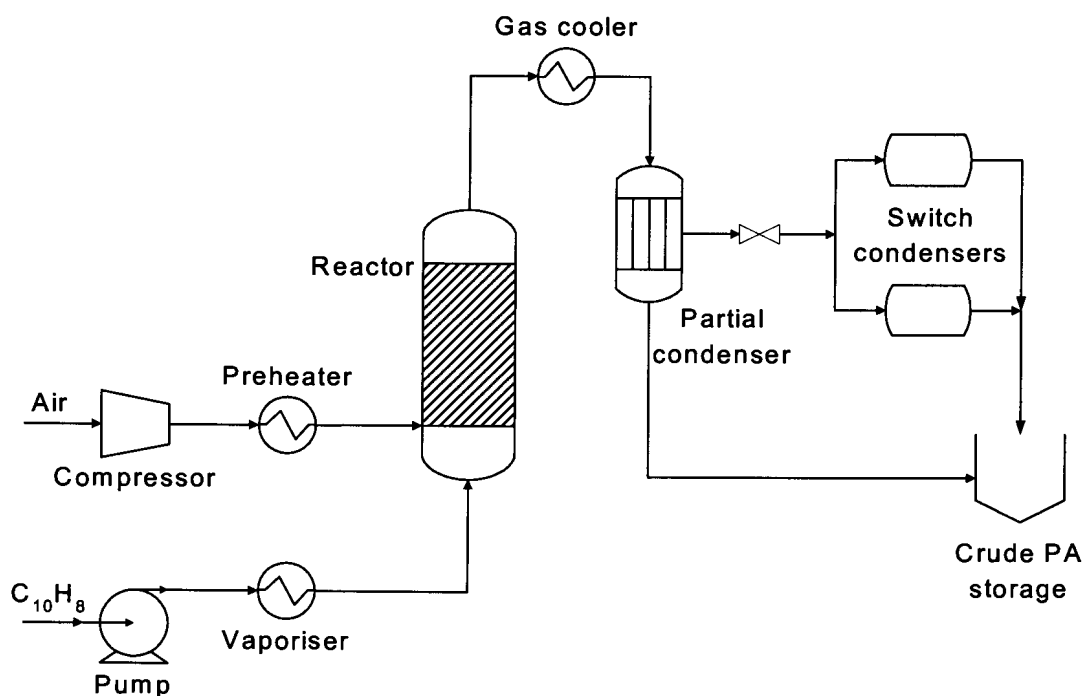 Gas cooler
Reactor
Switch
condensers
Partial
condenser
Preheater
Air
Compressor
C₁₀H₈
Vaporiser
Pump
Crude PA
storage